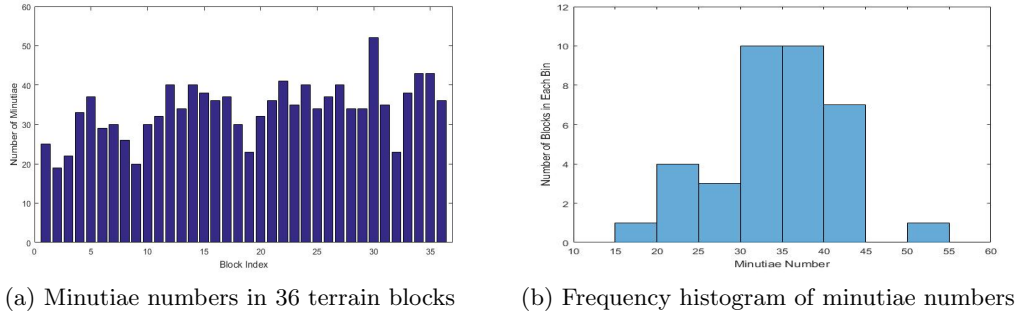 60
50
40
30
20
10
0
Number of Minutiae
0 5 10 15 20 25 30 35
Block Index
(a) Minutiae numbers in 36 terrain blocks
12
10
8
6
4
2
0
Number of Blocks in Each Bin
10 15 20 25 30 35 40 45 50 55 60
Minutiae Number
(b) Frequency histogram of minutiae numbers